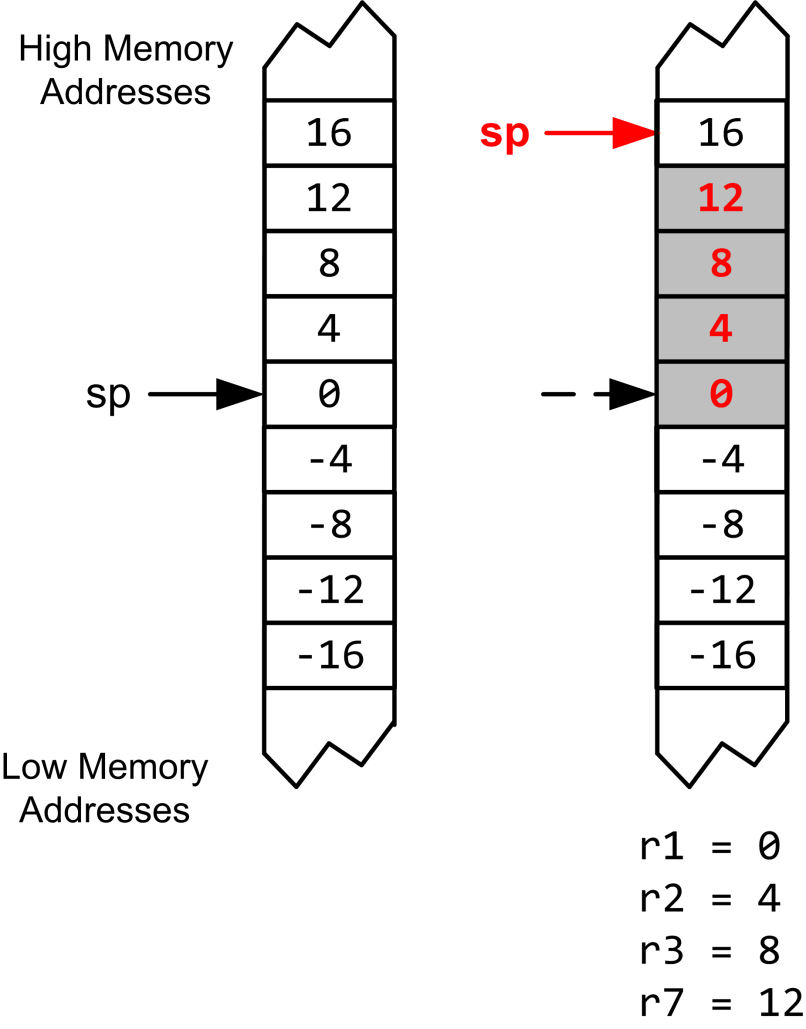 High Memory
Addresses
16
12
8
4
sp
0
-4
-8
-12
-16
Low Memory
Addresses
sp
16
12
8
4
0
-4
-8
-12
-16
r1 = 0
r2 = 4
r3 = 8
r7 = 12